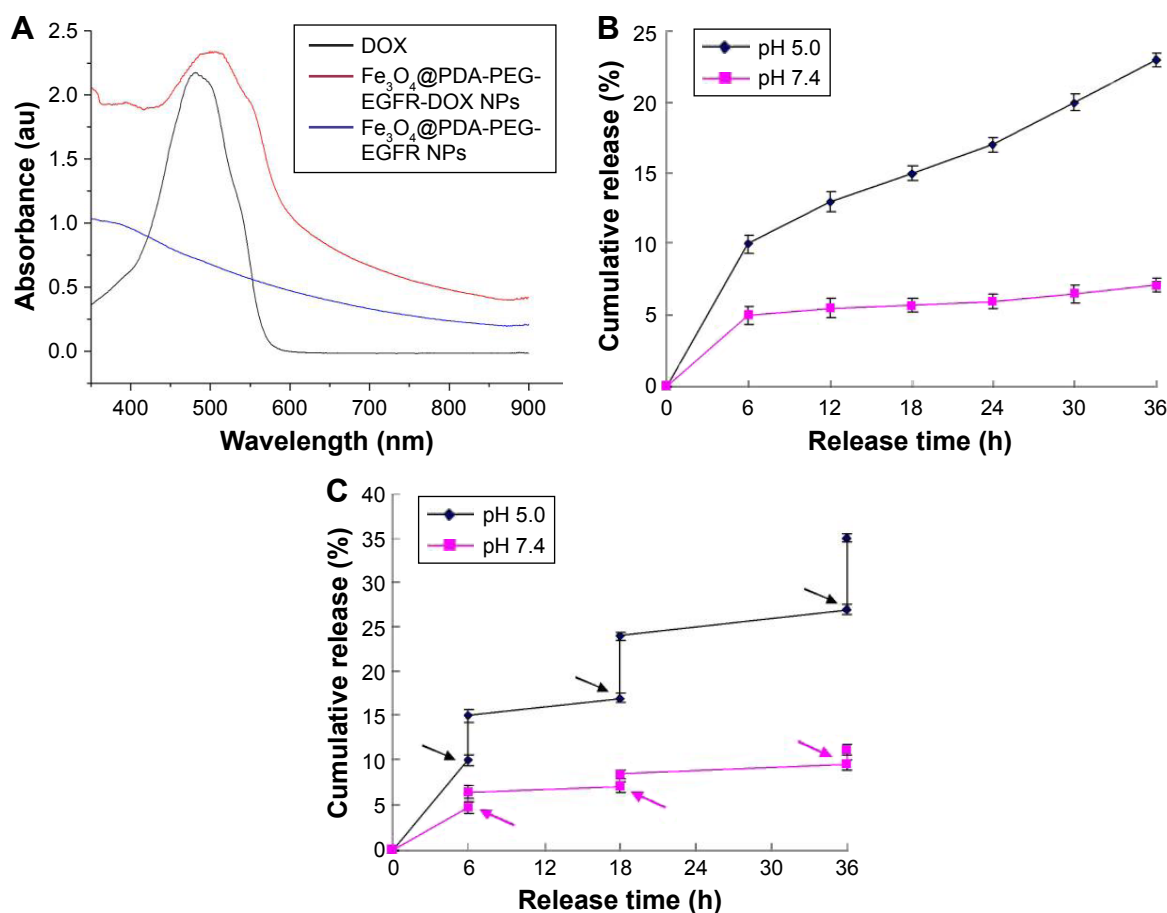 A
Absorbance (au)
2.5
2.0
1.5
1.0
0.5
0.0
400 500 600 700 800 900
Wavelength (nm)
DOX
Fe₃O₄@PDA-PEG-
EGFR-DOX NPs
Fe₃O₄@PDA-PEG-
EGFR NPs
B
Cumulative release (%)
25
20
15
10
5
0
0 6 12 18 24 30 36
Release time (h)
pH 5.0
pH 7.4
C
Cumulative release (%)
40
35
30
25
20
15
10
5
0
0 6 12 18 24 30 36
Release time (h)
pH 5.0
pH 7.4